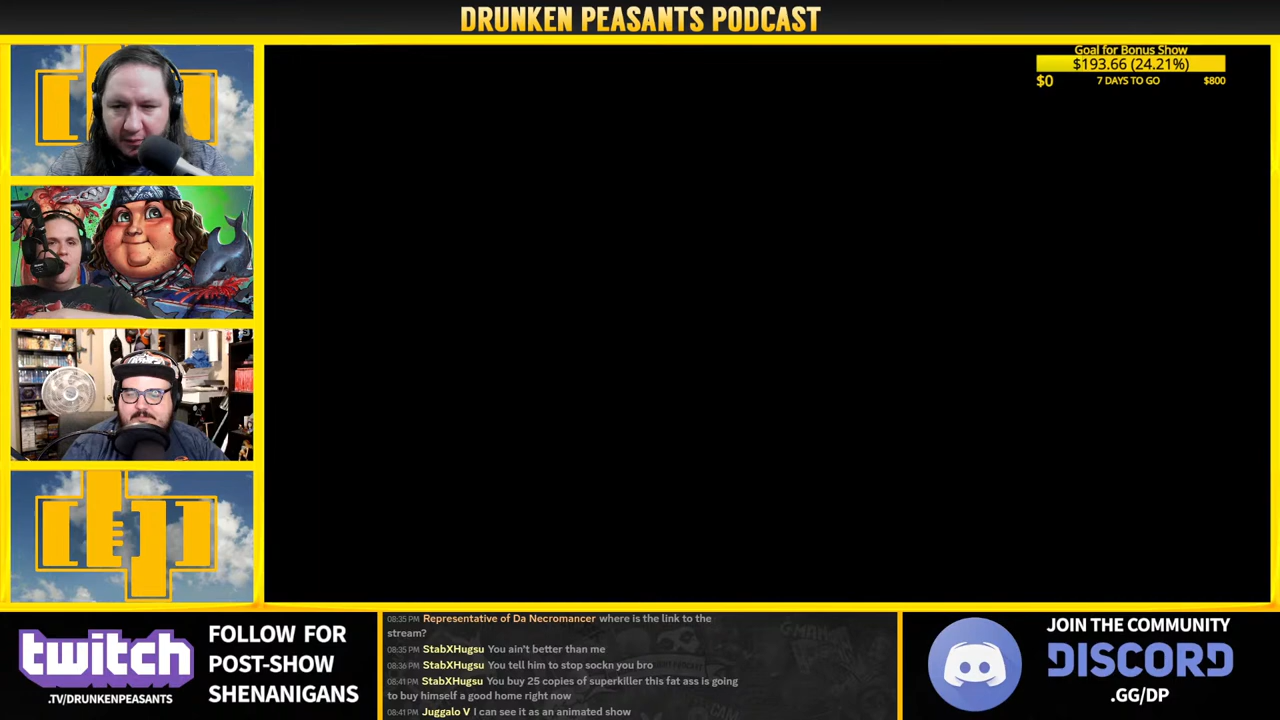 DRUNKEN PEASANTS PODCAST
Goal for Bonus Show
$193.66 (24.21%)
$0 7 DAYS TO GO $800
twitch
.TV/DRUNKENPEASANTS
FOLLOW FOR
POST-SHOW
SHENANIGANS
08:35 PM Representative of Da Necromancer where is the link to the
stream?
08:35 PM StabXHugsu You ain't better than me
08:36 PM StabXHugsu You tell him to stop sockn you bro
08:41 PM StabXHugsu You buy 25 copies of superkiller this fat ass is going
to buy himself a good home right now
08:41 PM Juggalo V I can see it as an animated show
JOIN THE COMMUNITY
DISCORD
.GG/DP